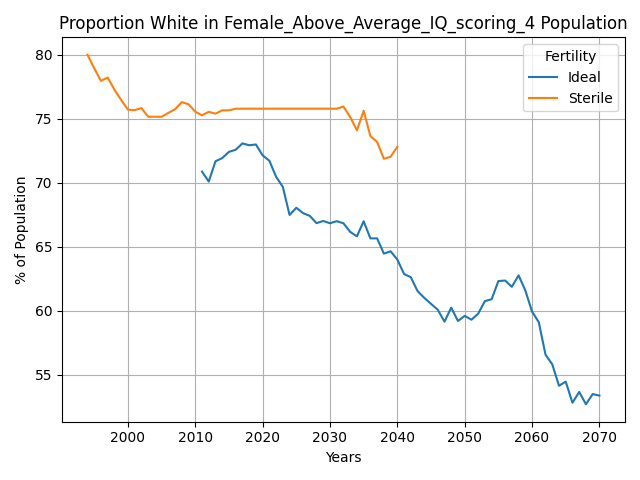 Proportion White in Female_Above_Average_IQ_scoring_4 Population
Fertility
Ideal
Sterile
% of Population
80
75
70
65
60
55
2000
2010
2020
2030
2040
2050
2060
2070
Years